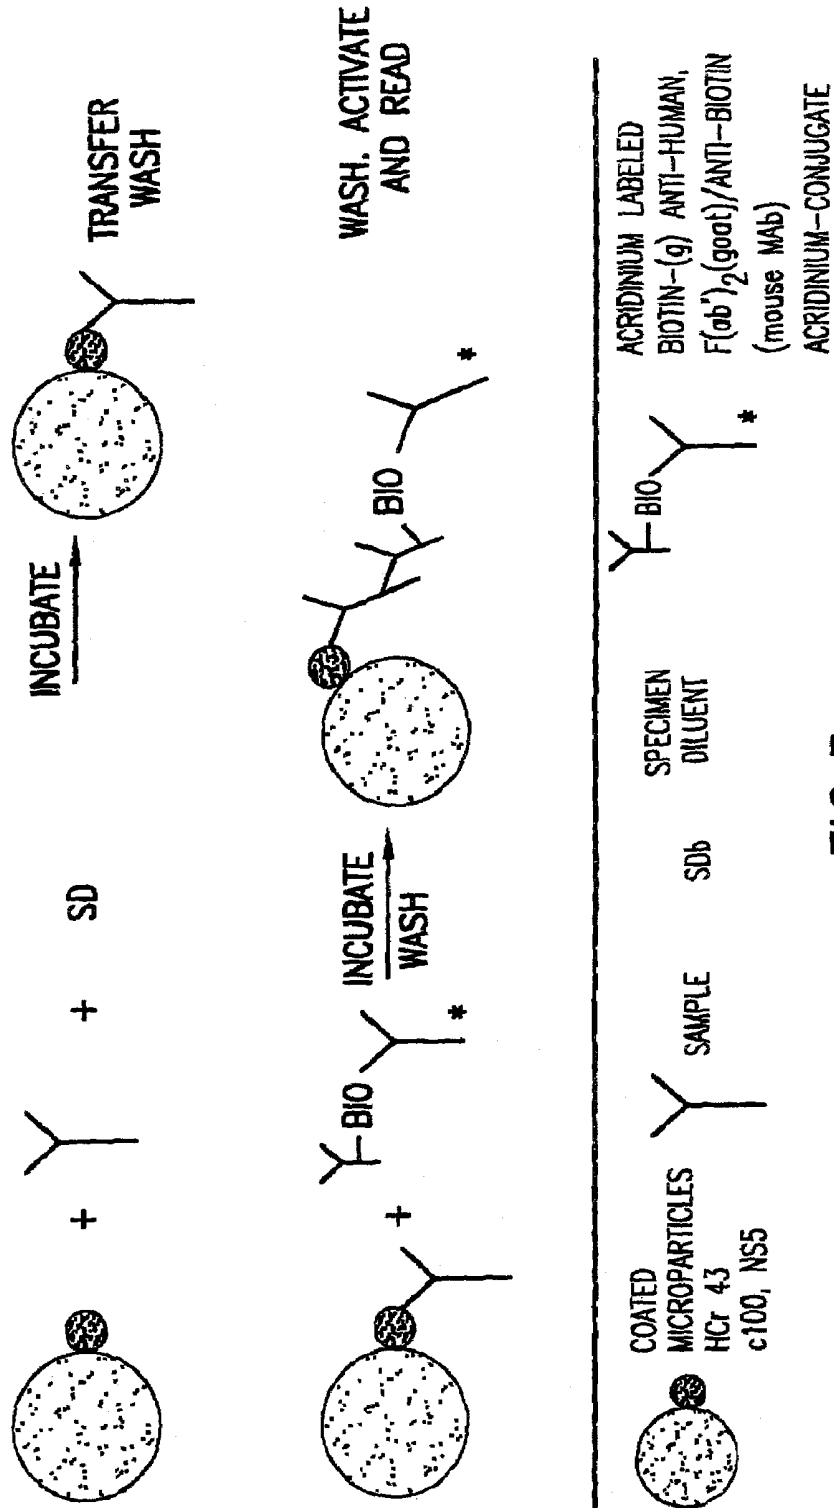 + + SD
INCUBATE
TRANSFER
WASH
+ BIO *
INCUBATE
WASH
BIO *
WASH, ACTIVATE
AND READ
COATED
MICROPARTICLES
HCr 43
c100, NS5
SAMPLE
SDb
SPECIMEN
DILUENT
BIO *
ACRIDINIUM LABELED
BIOTIN-(g) ANTI-HUMAN,
F(ab')2(goat)/ANTI-BIOTIN
(mouse MAb)
ACRIDINIUM-CONJUGATE